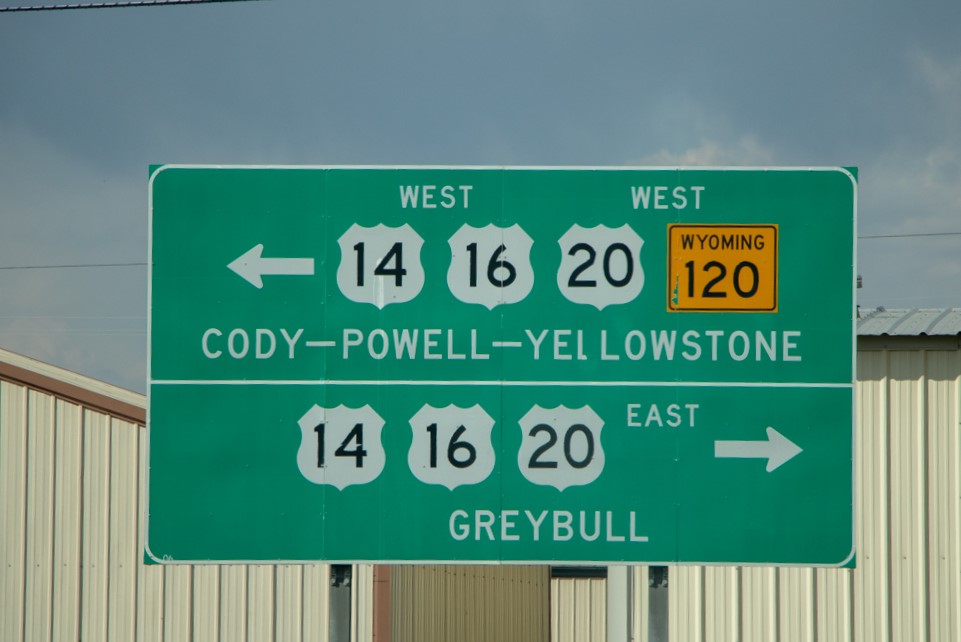 WEST WEST
14 16 20 WYOMING 120
CODY—POWELL—YELLOWSTONE
14 16 20 EAST
GREYBULL